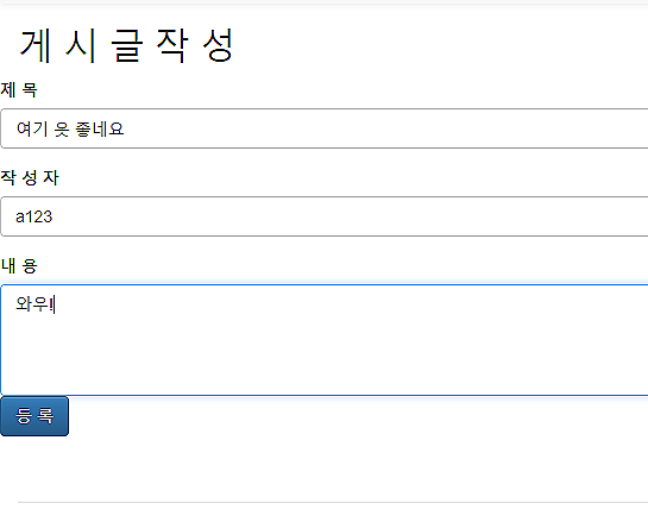 게 시 글 작 성
제 목
여기 옷 좋네요
작 성 자
a123
내 용
와우!
등 록